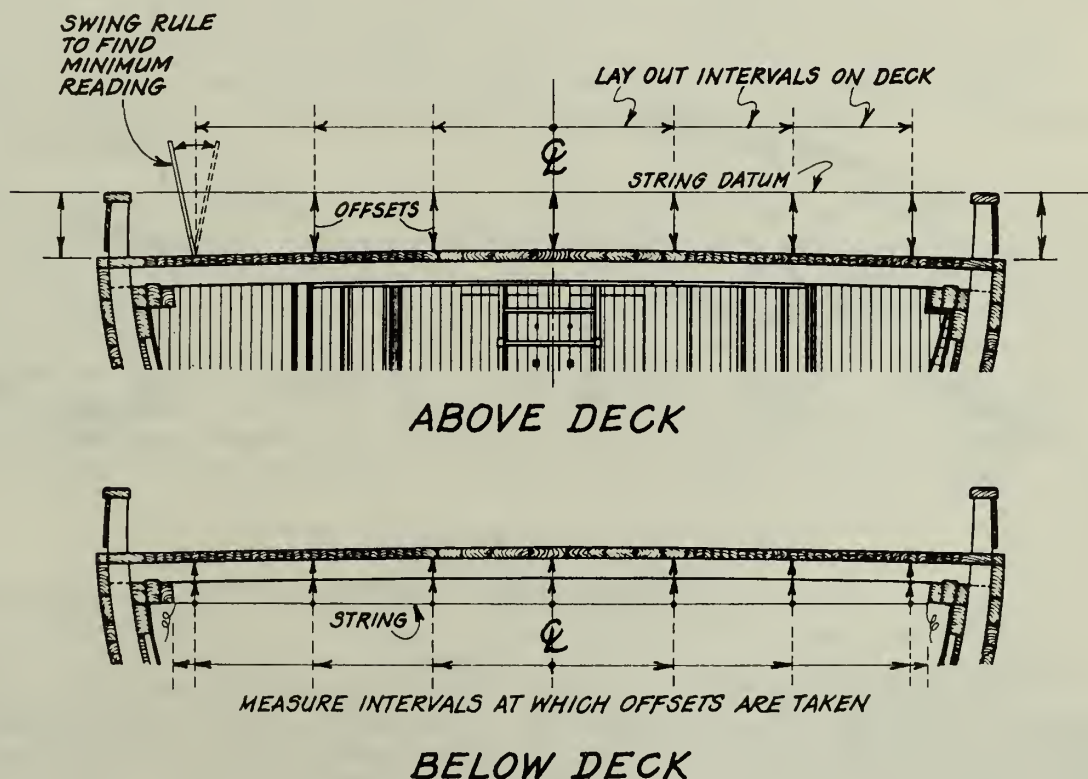 SWING RULE
TO FIND
MINIMUM
READING
LAY OUT INTERVALS ON DECK
℄
STRING DATUM
OFFSETS
ABOVE DECK
STRING
℄
MEASURE INTERVALS AT WHICH OFFSETS ARE TAKEN
BELOW DECK